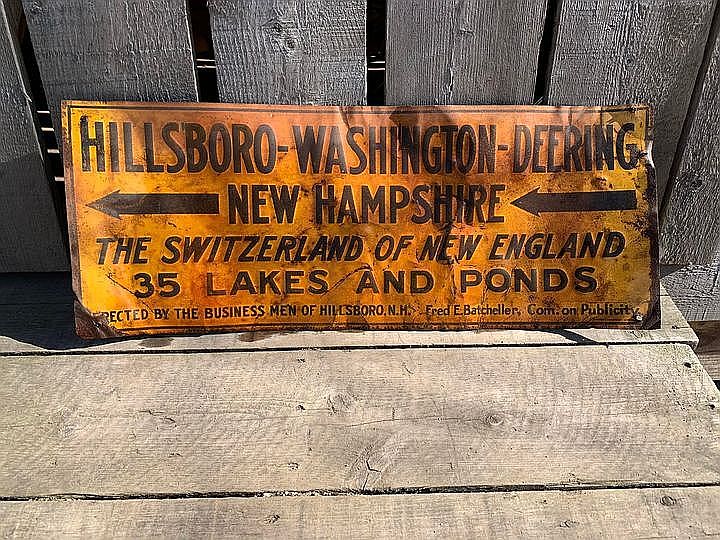 HILLSBORO-WASHINGTON-DEERING
NEW HAMPSHIRE
THE SWITZERLAND OF NEW ENGLAND
35 LAKES AND PONDS
RECTED BY THE BUSINESS MEN OF HILLSBORO, N.H. Fred E. Batcheller, Com. on Publicity